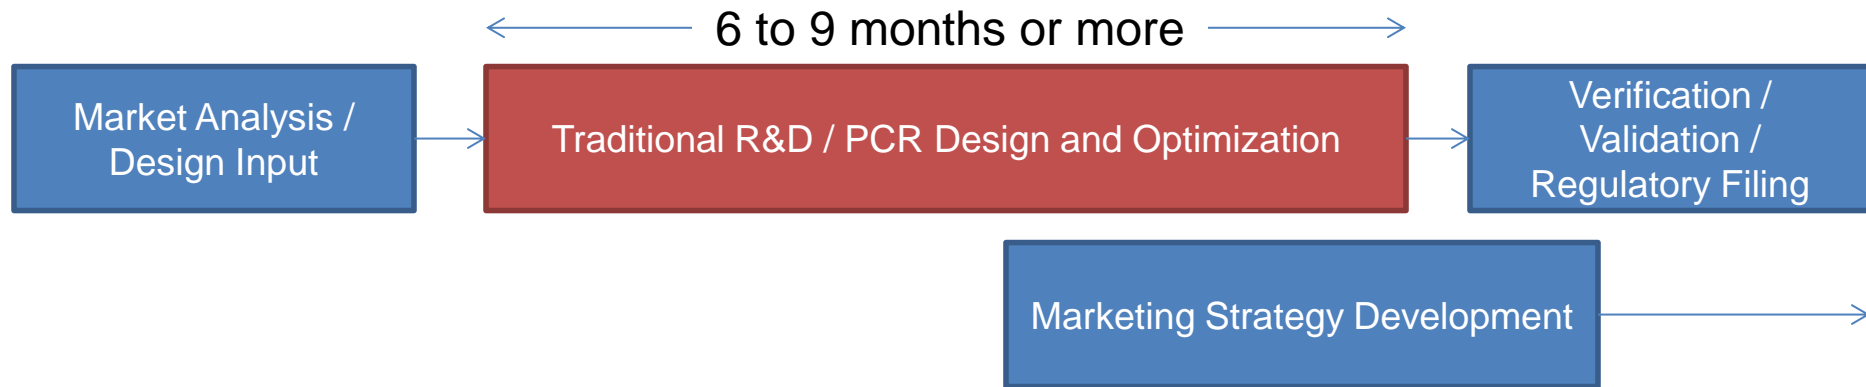 6 to 9 months or more
Market Analysis /
Design Input
Traditional R&D / PCR Design and Optimization
Verification /
Validation /
Regulatory Filing
Marketing Strategy Development